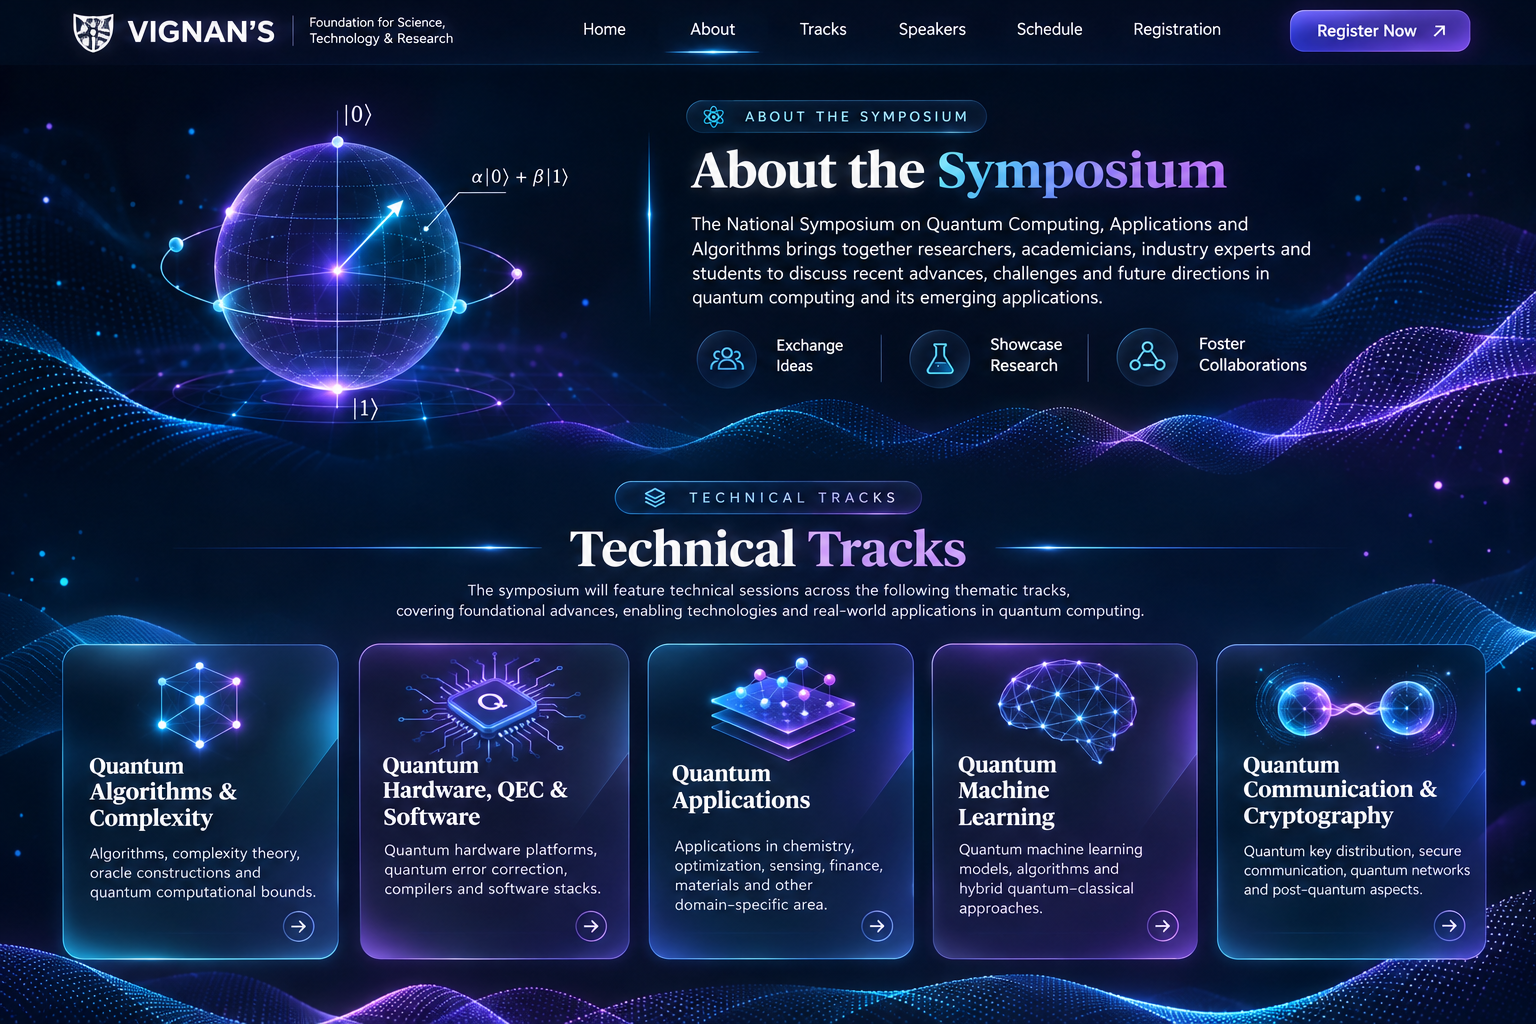 VIGNAN'S
Foundation for Science,
Technology & Research
Home
About
Tracks
Speakers
Schedule
Registration
Register Now
|0⟩
α|0⟩ + β|1⟩
|1⟩
ABOUT THE SYMPOSIUM
About the Symposium
The National Symposium on Quantum Computing, Applications and
Algorithms brings together researchers, academicians, industry experts and
students to discuss recent advances, challenges and future directions in
quantum computing and its emerging applications.
Exchange
Ideas
Showcase
Research
Foster
Collaborations
TECHNICAL TRACKS
Technical Tracks
The symposium will feature technical sessions across the following thematic tracks,
covering foundational advances, enabling technologies and real-world applications in quantum computing.
Quantum
Algorithms &
Complexity
Algorithms, complexity theory,
oracle constructions and
quantum computational bounds.
Q
Quantum
Hardware, QEC &
Software
Quantum hardware platforms,
quantum error correction,
compilers and software stacks.
Quantum
Applications
Applications in chemistry,
optimization, sensing, finance,
materials and other
domain-specific area.
Quantum
Machine
Learning
Quantum machine learning
models, algorithms and
hybrid quantum–classical
approaches.
Quantum
Communication &
Cryptography
Quantum key distribution, secure
communication, quantum networks
and post-quantum aspects.